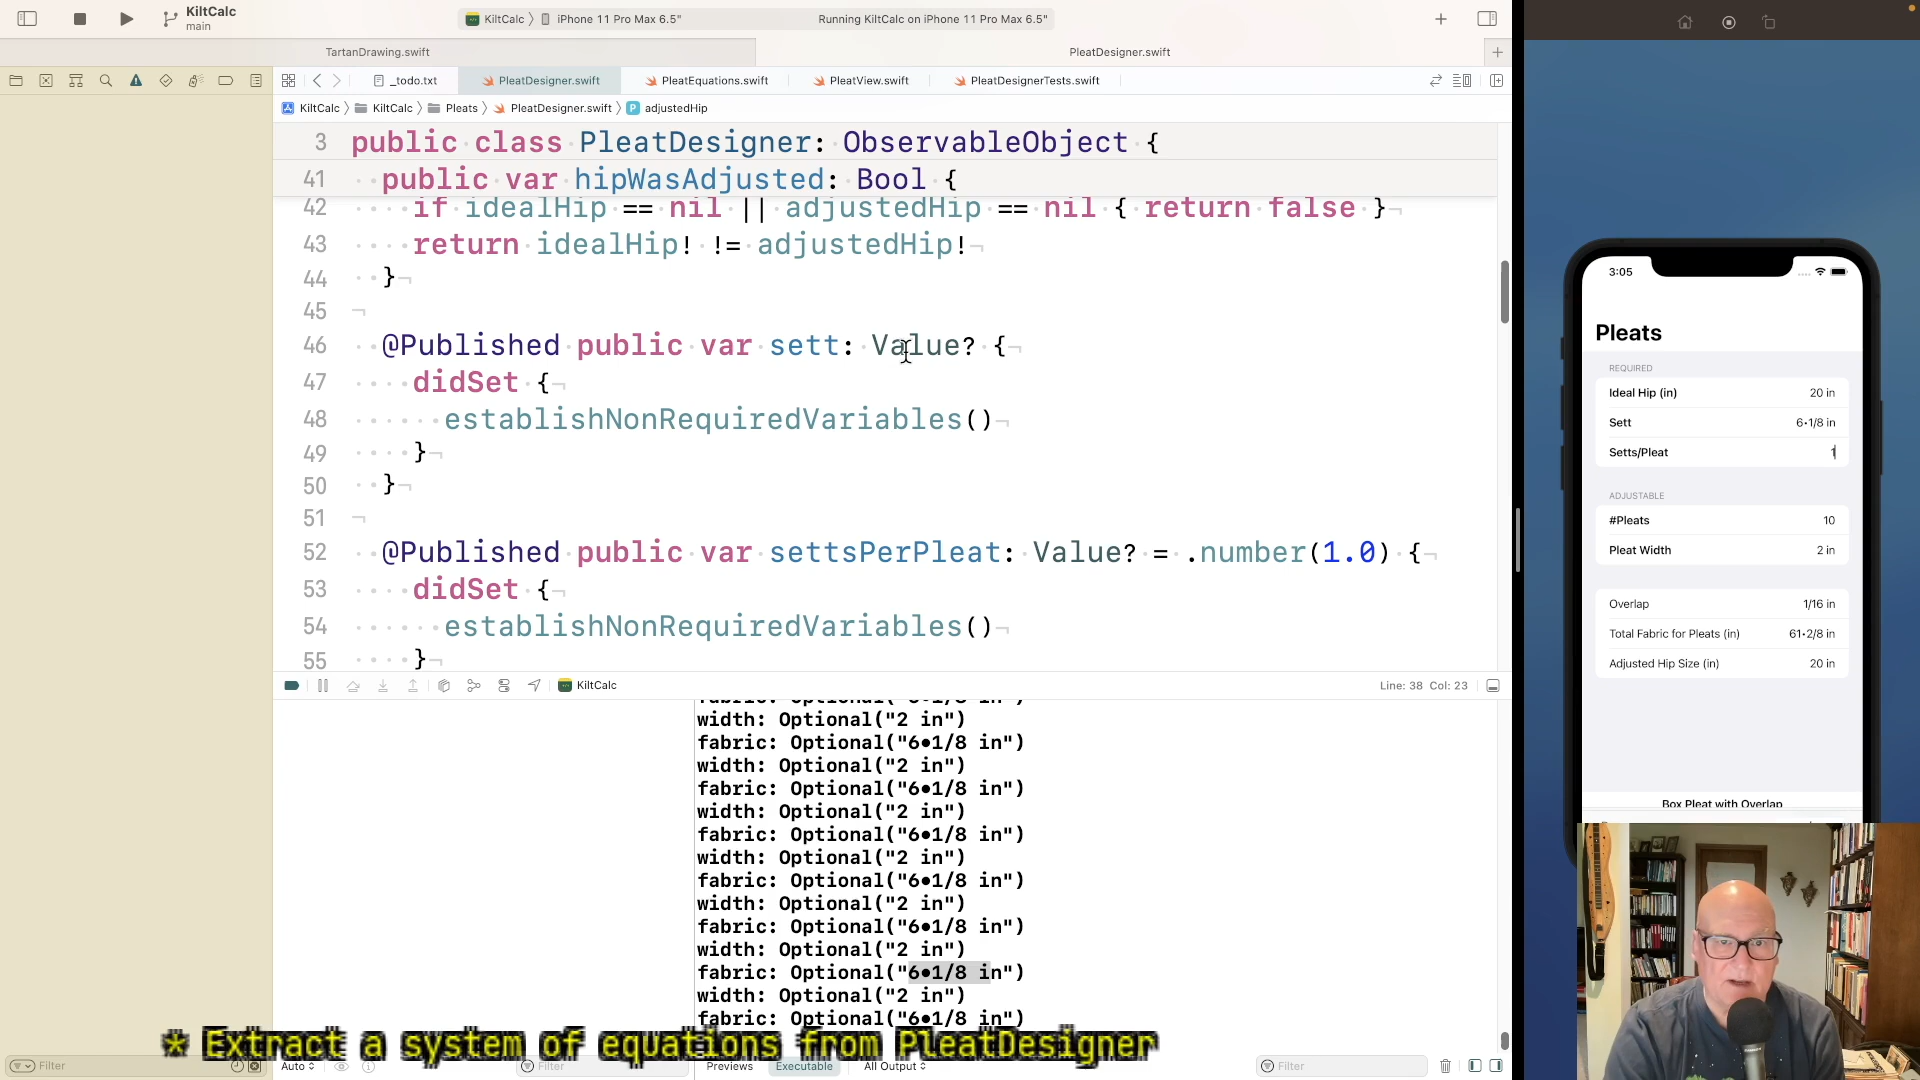 KiltCalc
main
KiltCalc 〉 iPhone 11 Pro Max 6.5"
Running KiltCalc on iPhone 11 Pro Max 6.5"
TartanDrawing.swift
PleatDesigner.swift
_todo.txt
PleatDesigner.swift
PleatEquations.swift
PleatView.swift
PleatDesignerTests.swift
KiltCalc 〉 KiltCalc 〉 Pleats 〉 PleatDesigner.swift 〉 P adjustedHip
3 public class PleatDesigner: ObservableObject {
41 public var hipWasAdjusted: Bool {
42 if idealHip == nil || adjustedHip == nil { return false }
43 return idealHip! != adjustedHip!
44 }
45
46 @Published public var sett: Value? {
47 didSet {
48 establishNonRequiredVariables()
49 }
50 }
51
52 @Published public var settsPerPleat: Value? = .number(1.0) {
53 didSet {
54 establishNonRequiredVariables()
55 }
KiltCalc
Line: 38 Col: 23
fabric: Optional("6•1/8 in")
width: Optional("2 in")
fabric: Optional("6•1/8 in")
width: Optional("2 in")
fabric: Optional("6•1/8 in")
width: Optional("2 in")
fabric: Optional("6•1/8 in")
width: Optional("2 in")
fabric: Optional("6•1/8 in")
width: Optional("2 in")
fabric: Optional("6•1/8 in")
width: Optional("2 in")
fabric: Optional("6•1/8 in")
width: Optional("2 in")
fabric: Optional("6•1/8 in")
* Extract a system of equations from PleatDesigner
Filter
Auto
Filter
Previews
Executable
All Output
Filter
3:05
Pleats
REQUIRED
Ideal Hip (in) 20 in
Sett 6•1/8 in
Setts/Pleat 1
ADJUSTABLE
#Pleats 10
Pleat Width 2 in
Overlap 1/16 in
Total Fabric for Pleats (in) 61•2/8 in
Adjusted Hip Size (in) 20 in
Box Pleat with Overlap